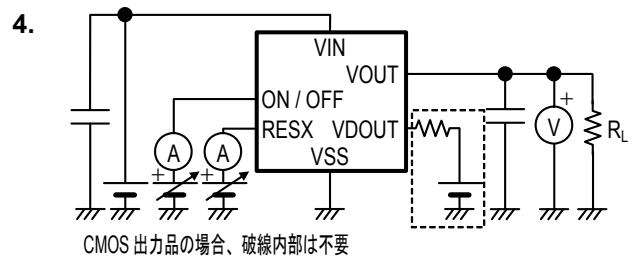 4.
VIN
VOUT
ON / OFF
RESX VDOUT
VSS
A A
+ +
+
V
RL
CMOS 出力品の場合、破線内部は不要